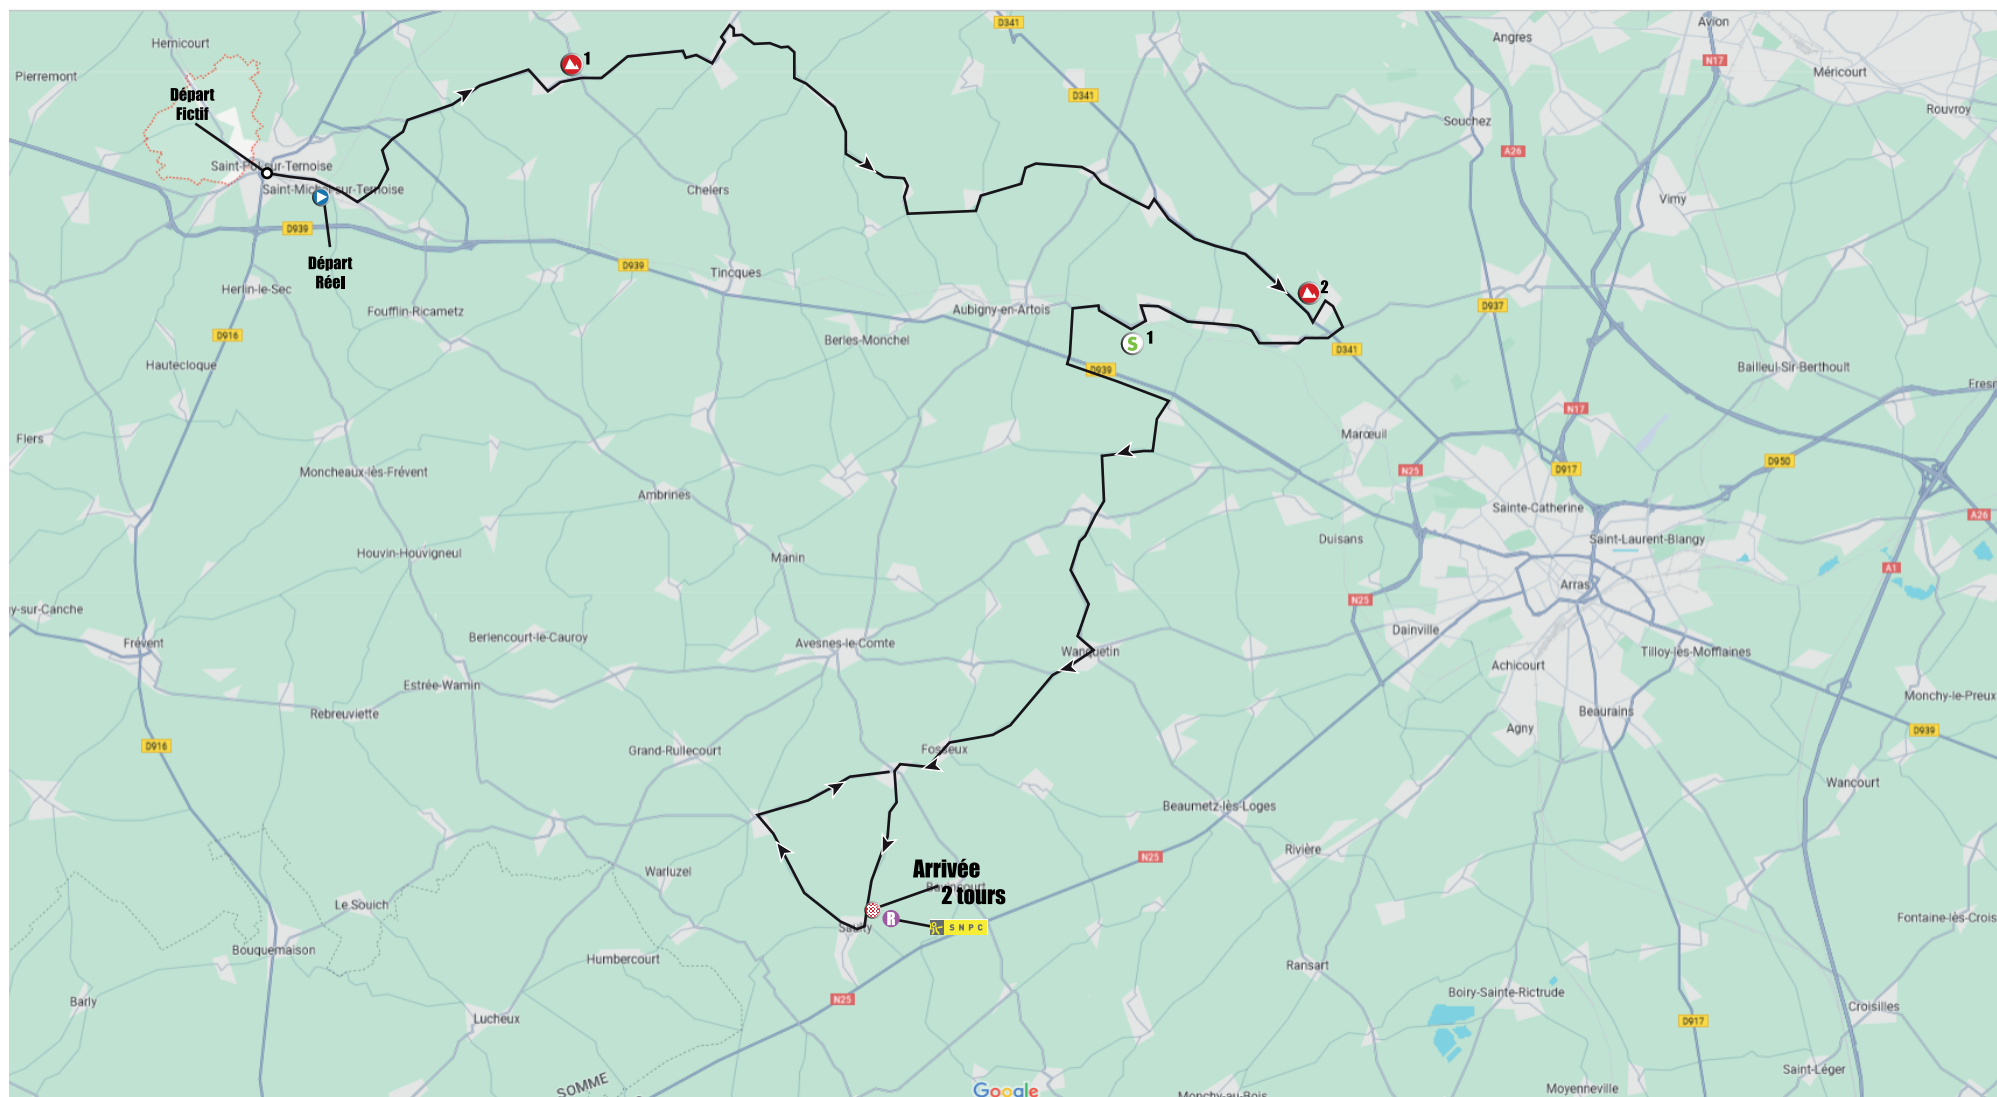 D341
Avion
Angres
Hernicourt
N17
Pierremont
1
Méricourt
Départ
Fictif
D341
Rouvroy
Souchez
A26
Saint-Pol-sur-Ternoise
Saint-Michel-sur-Ternoise
Chelers
Vimy
D939
Départ
Réel
D939
Tincques
Herlin-le-Sec
2
Foufflin-Ricametz
Aubigny-en-Artois
D937
D916
Berles-Monchel
S 1
D341
Hautecloque
D939
Bailleul-Sir-Berthoult
Fresn
N17
Flers
Marœuil
Moncheaux-lès-Frévent
N25
D917
D950
Ambrines
Sainte-Catherine
A26
Houvin-Houvigneul
Manin
Duisans
Saint-Laurent-Blangy
A1
Arras
y-sur-Canche
N25
Frévent
Berlencourt-le-Cauroy
Avesnes-le-Comte
Wanquetin
Dainville
Tilloy-lès-Mofflaines
Achicourt
Estrée-Wamin
Monchy-le-Preux
Rebreuviette
Beaurains
D916
Grand-Rullecourt
Fosseux
Agny
D939
Wancourt
Beaumetz-lès-Loges
Warluzel
N25
Rivière
Arrivée
2 tours
Bavincourt
Le Souich
R
SNPC
Saulty
Fontaine-lès-Crois
Bouquemaison
Humbercourt
Ransart
Barly
N25
Boiry-Sainte-Rictrude
Croisilles
Lucheux
D917
Saint-Léger
SOMME
Google
Monchy-au-Bois
Moyenneville